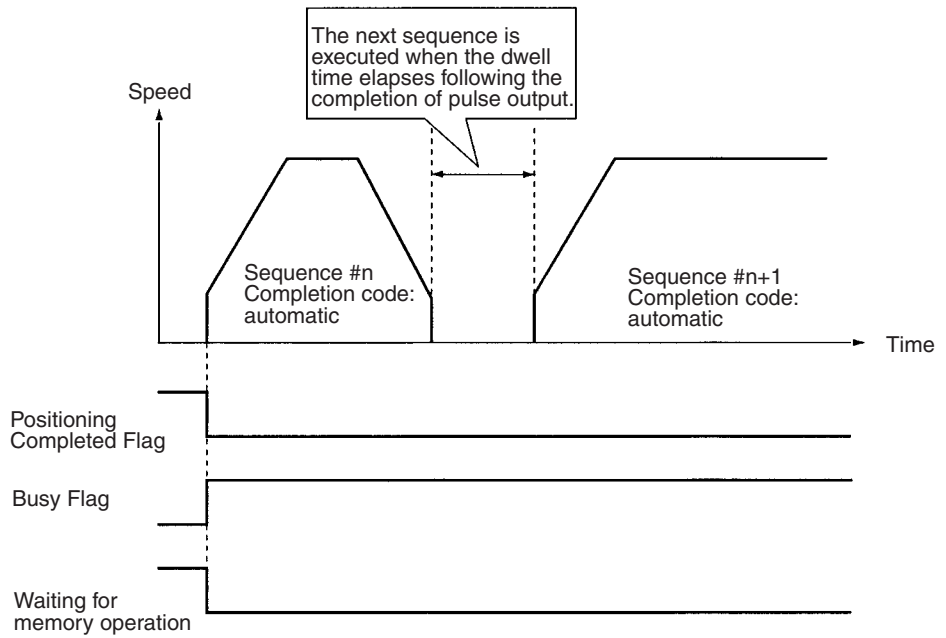 The next sequence is
executed when the dwell
time elapses following the
completion of pulse output.
Speed
Sequence #n
Completion code:
automatic
Sequence #n+1
Completion code:
automatic
Time
Positioning
Completed Flag
Busy Flag
Waiting for
memory operation